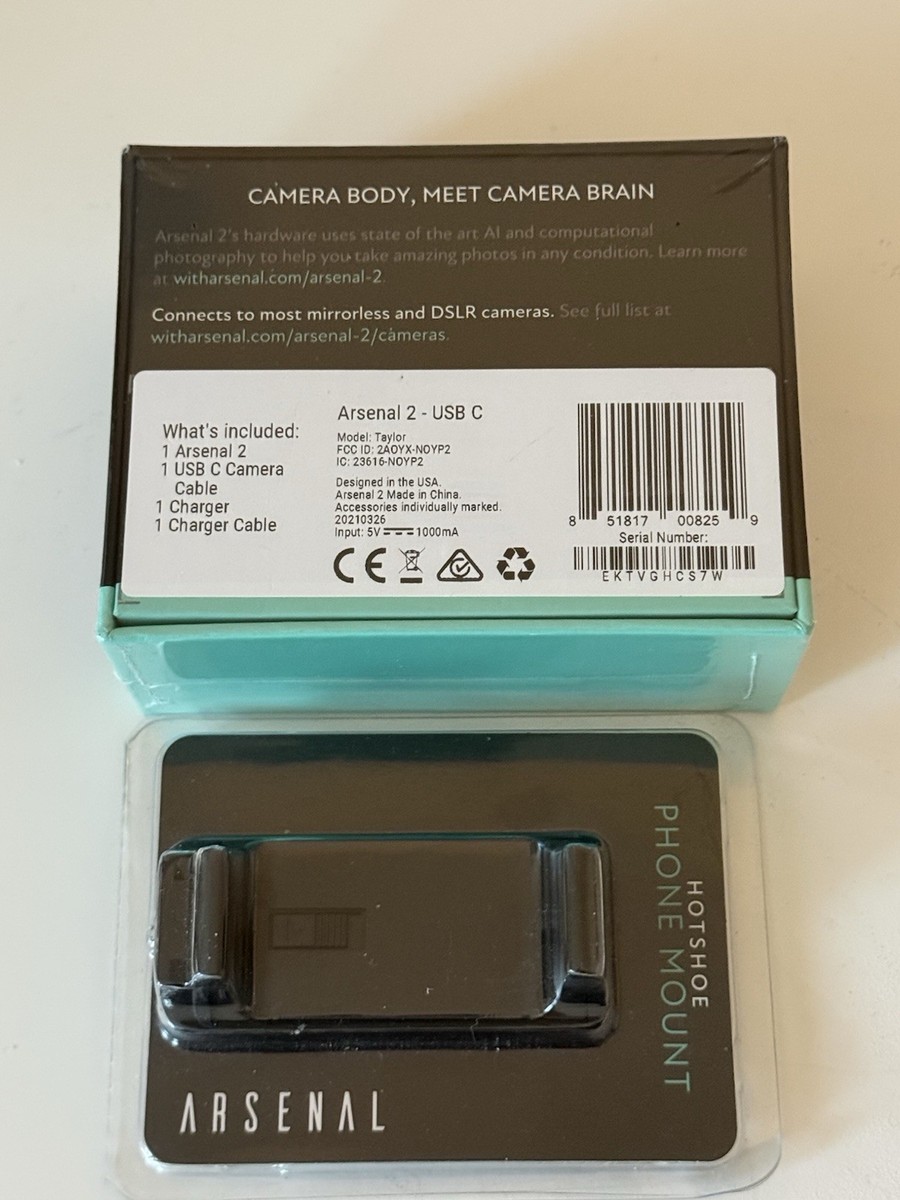 CAMERA BODY, MEET CAMERA BRAIN
Arsenal 2's hardware uses state of the art AI and computational
photography to help you take amazing photos in any condition. Learn more
at witharsenal.com/arsenal-2.
Connects to most mirrorless and DSLR cameras. See full list at
witharsenal.com/arsenal-2/cameras.
What's included:
1 Arsenal 2
1 USB C Camera
Cable
1 Charger
1 Charger Cable
Arsenal 2 - USB C
Model: Taylor
FCC ID: 2AOYX-NOYP2
IC: 23616-NOYP2
Designed in the USA.
Arsenal 2 Made in China.
Accessories individually marked.
20210326
Input: 5V 1000mA
CE
8 51817 00825 9
Serial Number:
EKTVGHCS7W
HOTSHOE
PHONE MOUNT
ARSENAL